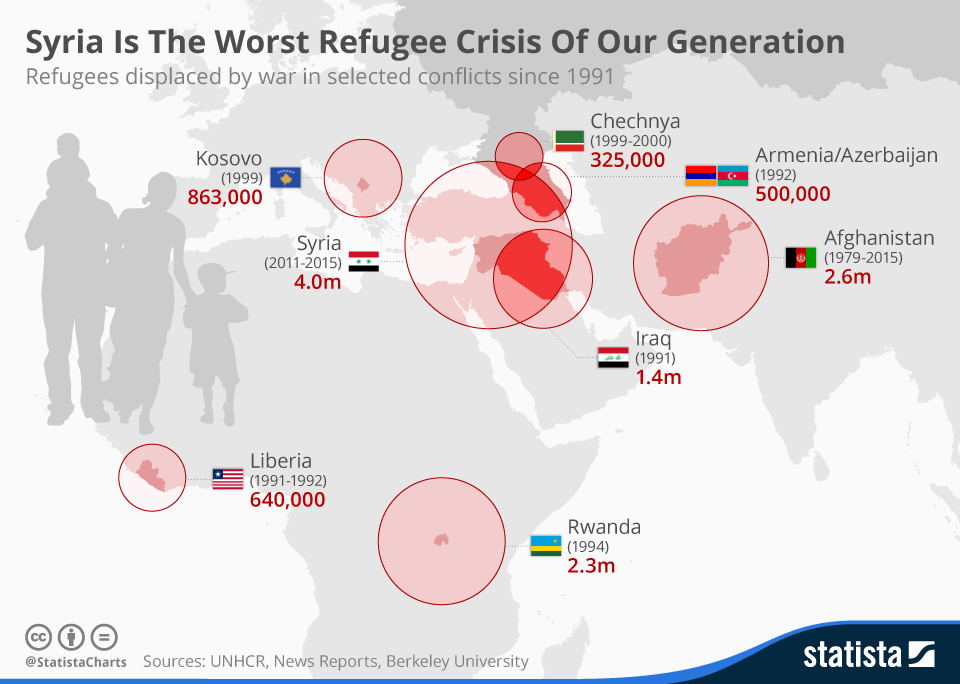 Syria Is The Worst Refugee Crisis Of Our Generation
Refugees displaced by war in selected conflicts since 1991
Chechnya
(1999-2000)
325,000
Kosovo
(1999)
863,000
Armenia/Azerbaijan
(1992)
500,000
Syria
(2011-2015)
4.0m
Afghanistan
(1979-2015)
2.6m
Iraq
(1991)
1.4m
Liberia
(1991-1992)
640,000
Rwanda
(1994)
2.3m
cc
@StatistaCharts
Sources: UNHCR, News Reports, Berkeley University
statista